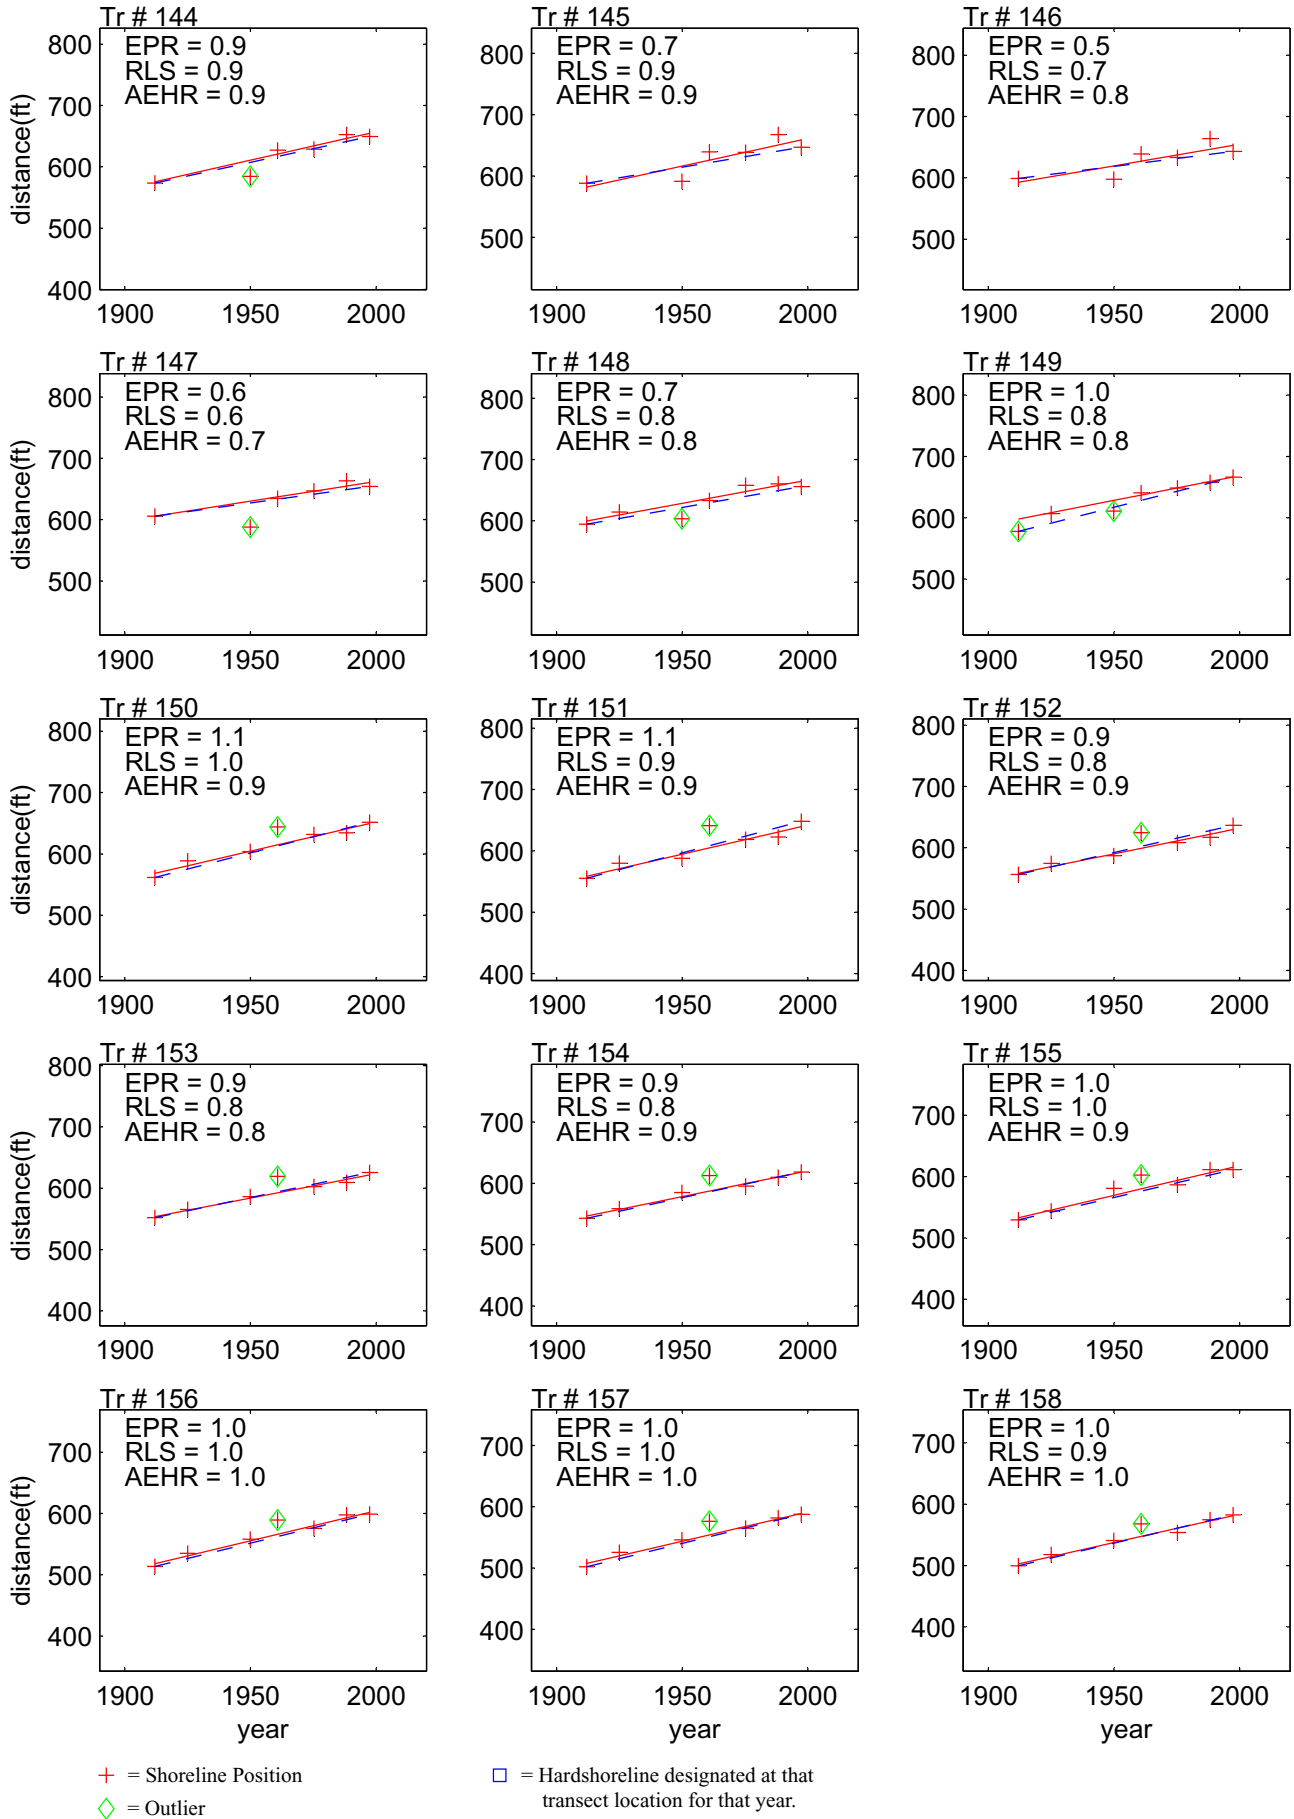 Tr # 144
EPR = 0.9
RLS = 0.9
AEHR = 0.9
800
700
600
500
400
distance(ft)
1900 1950 2000
Tr # 145
EPR = 0.7
RLS = 0.9
AEHR = 0.9
800
700
600
500
1900 1950 2000
Tr # 146
EPR = 0.5
RLS = 0.7
AEHR = 0.8
800
700
600
500
1900 1950 2000
Tr # 147
EPR = 0.6
RLS = 0.6
AEHR = 0.7
800
700
600
500
distance(ft)
1900 1950 2000
Tr # 148
EPR = 0.7
RLS = 0.8
AEHR = 0.8
800
700
600
500
1900 1950 2000
Tr # 149
EPR = 1.0
RLS = 0.8
AEHR = 0.8
800
700
600
500
1900 1950 2000
Tr # 150
EPR = 1.1
RLS = 1.0
AEHR = 0.9
800
700
600
500
400
distance(ft)
1900 1950 2000
Tr # 151
EPR = 1.1
RLS = 0.9
AEHR = 0.9
800
700
600
500
400
1900 1950 2000
Tr # 152
EPR = 0.9
RLS = 0.8
AEHR = 0.9
800
700
600
500
400
1900 1950 2000
Tr # 153
EPR = 0.9
RLS = 0.8
AEHR = 0.8
800
700
600
500
400
distance(ft)
1900 1950 2000
Tr # 154
EPR = 0.9
RLS = 0.8
AEHR = 0.9
700
600
500
400
1900 1950 2000
Tr # 155
EPR = 1.0
RLS = 1.0
AEHR = 0.9
700
600
500
400
1900 1950 2000
Tr # 156
EPR = 1.0
RLS = 1.0
AEHR = 1.0
700
600
500
400
distance(ft)
1900 1950 2000
year
Tr # 157
EPR = 1.0
RLS = 1.0
AEHR = 1.0
700
600
500
400
1900 1950 2000
year
Tr # 158
EPR = 1.0
RLS = 0.9
AEHR = 1.0
700
600
500
400
1900 1950 2000
year
= Shoreline Position
= Outlier
= Hardshoreline designated at that
transect location for that year.